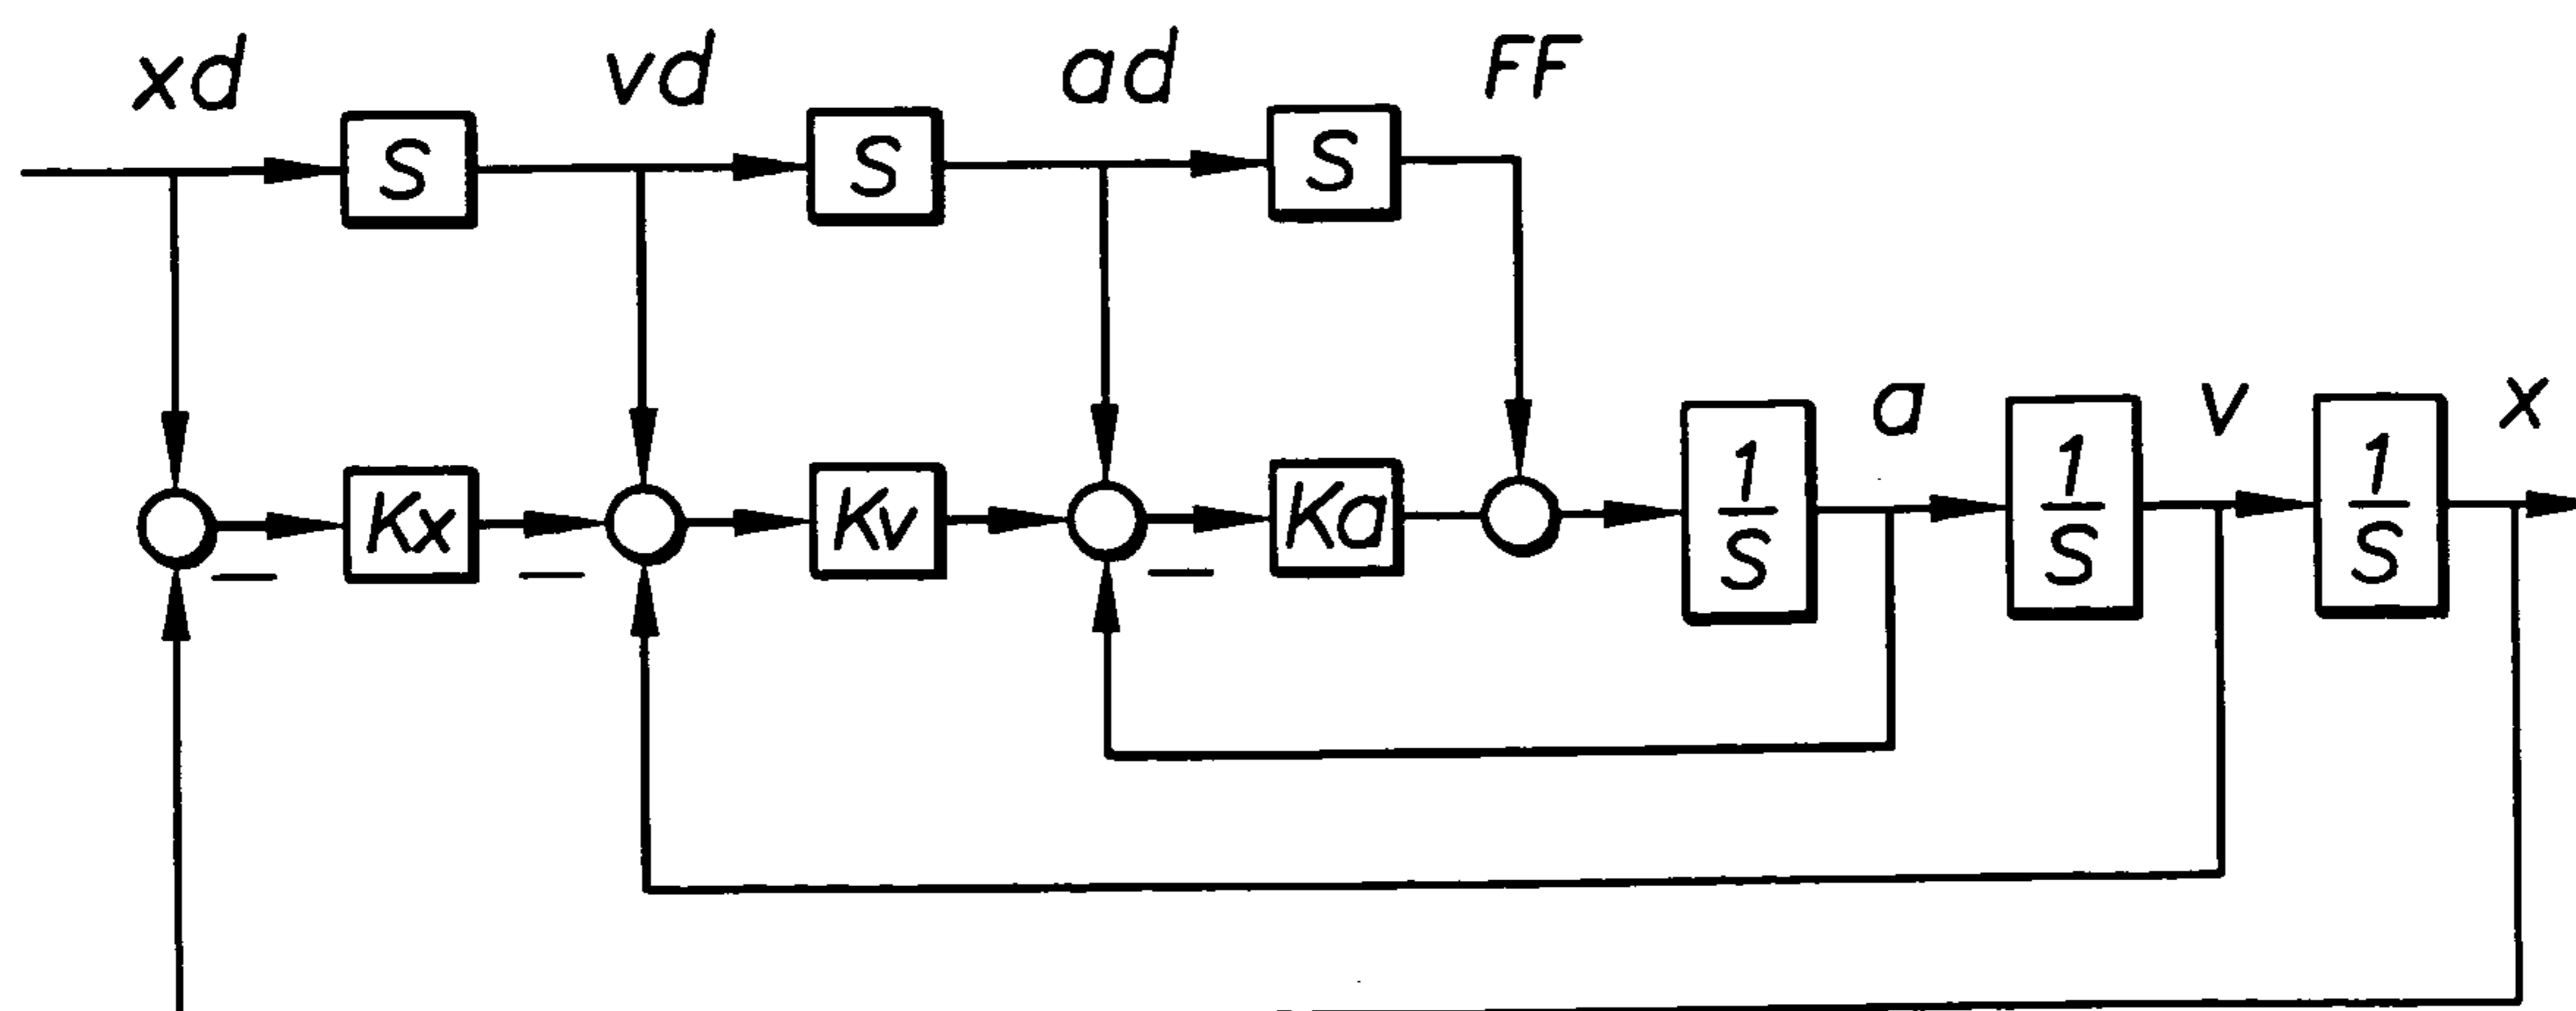 xd vd ad FF
S S S
a v x
Kx Kv Ka 1/S 1/S 1/S
— — —